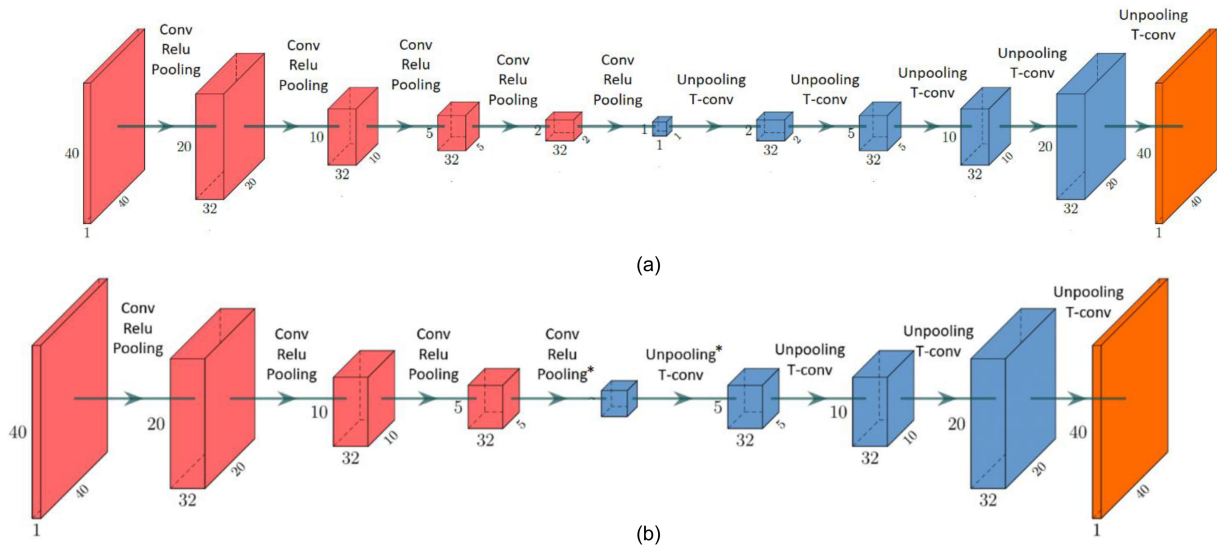 Conv
Relu
Pooling
Conv
Relu
Pooling
Conv
Relu
Pooling
Conv
Relu
Pooling
Conv
Relu
Pooling
Unpooling
T-conv
Unpooling
T-conv
Unpooling
T-conv
Unpooling
T-conv
Unpooling
T-conv
40
40
1
20
20
32
10
10
32
5
5
32
2
2
32
1
1
1
2
2
32
5
5
32
10
10
32
20
20
32
40
40
1
(a)
Conv
Relu
Pooling
Conv
Relu
Pooling
Conv
Relu
Pooling
Conv
Relu
Pooling*
Unpooling*
T-conv
Unpooling
T-conv
Unpooling
T-conv
Unpooling
T-conv
40
40
1
20
20
32
10
10
32
5
5
32
5
5
32
10
10
32
20
20
32
40
40
1
(b)